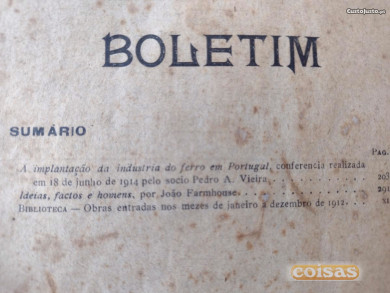 CustoJusto.pt
BOLETIM
SUMÁRIO
PAG.
A implantação da industria do ferro em Portugal, conferencia realizada
em 18 de junho de 1914 pelo socio Pedro A. Vieira
Ideias, factos e homens, por João Farmhouse
BIBLIOTECA — Obras entradas nos mezes de janeiro a dezembro de 1912
coisas